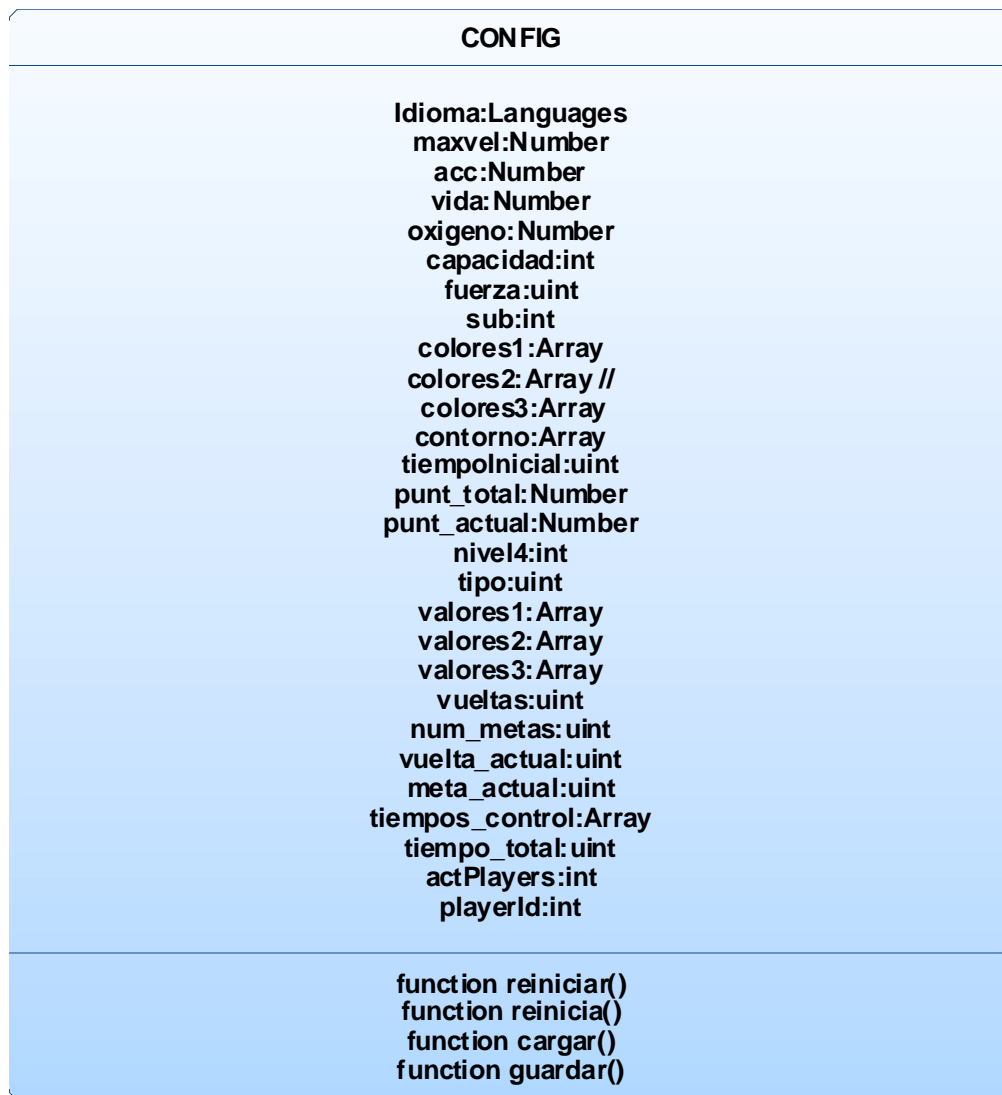 CONFIG
Idioma:Languages
maxvel:Number
acc:Number
vida:Number
oxigeno:Number
capacidad:int
fuerza:uint
sub:int
colores1:Array
colores2:Array //
colores3:Array
contorno:Array
tiempoInicial:uint
punt_total:Number
punt_actual:Number
nivel4:int
tipo:uint
valores1:Array
valores2:Array
valores3:Array
vueltas:uint
num_metas:uint
vuelta_actual:uint
meta_actual:uint
tiempos_control:Array
tiempo_total:uint
actPlayers:int
playerId:int
function reiniciar()
function reinicia()
function cargar()
function guardar()